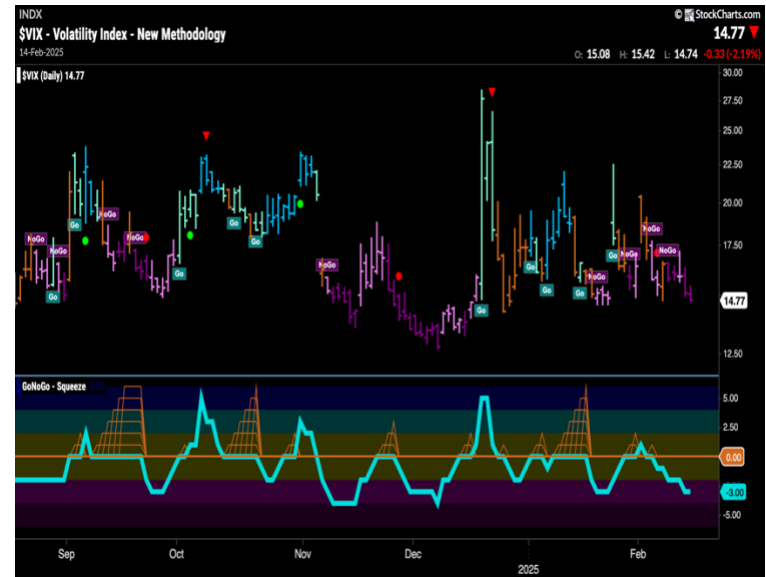 INDX
© StockCharts.com
$VIX - Volatility Index - New Methodology
14.77
14-Feb-2025
O: 15.08 H: 15.42 L: 14.74 -0.33 (-2.19%)
$VIX (Daily) 14.77
30.00
27.50
25.00
22.50
20.00
17.50
14.77
12.50
NoGo
NoGo
Go
Go
NoGo
NoGo
Go
Go
Go
NoGo
Go
Go
Go
Go
NoGo
Go
NoGo
NoGo
NoGo
GoNoGo - Squeeze
5.00
2.50
0.00
-3.00
-5.00
Sep Oct Nov Dec Feb
2025